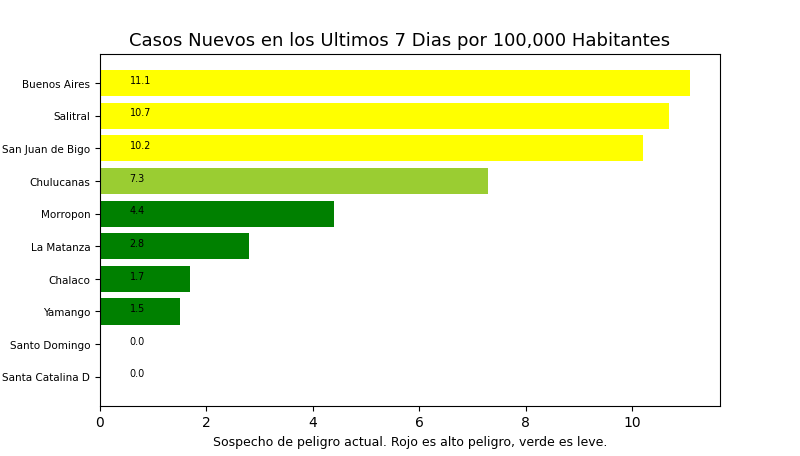 Casos Nuevos en los Ultimos 7 Dias por 100,000 Habitantes
Buenos Aires 11.1
Salitral 10.7
San Juan de Bigo 10.2
Chulucanas 7.3
Morropon 4.4
La Matanza 2.8
Chalaco 1.7
Yamango 1.5
Santo Domingo 0.0
Santa Catalina D 0.0
0 2 4 6 8 10
Sospecho de peligro actual. Rojo es alto peligro, verde es leve.